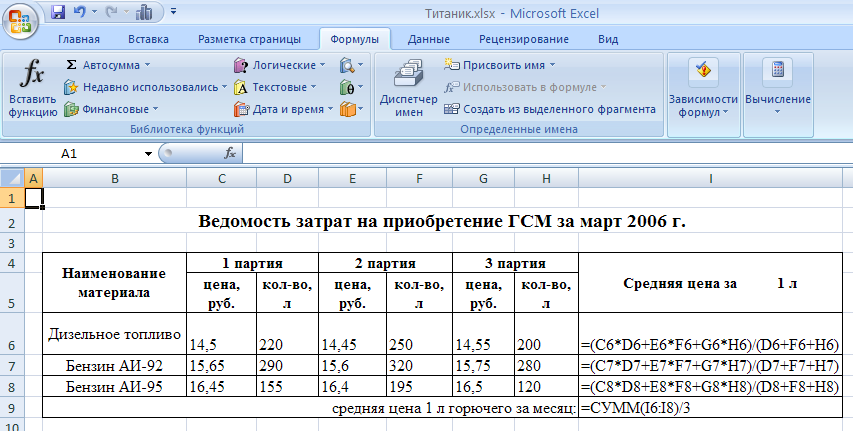 Титаник.xlsx - Microsoft Excel
Главная Вставка Разметка страницы Формулы Данные Рецензирование Вид
fx Вставить функцию
Σ Автосумма
Недавно использовались
Финансовые
Логические
Текстовые
Дата и время
θ
Библиотека функций
Диспетчер имен
Присвоить имя
Использовать в формуле
Создать из выделенного фрагмента
Определенные имена
Зависимости формул
Вычисление
A1 fx
A B C D E F G H I
1
2 Ведомость затрат на приобретение ГСМ за март 2006 г.
3
4 Наименование материала 1 партия 2 партия 3 партия Средняя цена за 1 л
5 цена, руб. кол-во, л цена, руб. кол-во, л цена, руб. кол-во, л
6 Дизельное топливо 14,5 220 14,45 250 14,55 200 =(C6*D6+E6*F6+G6*H6)/(D6+F6+H6)
7 Бензин АИ-92 15,65 290 15,6 320 15,75 280 =(C7*D7+E7*F7+G7*H7)/(D7+F7+H7)
8 Бензин АИ-95 16,45 155 16,4 195 16,5 120 =(C8*D8+E8*F8+G8*H8)/(D8+F8+H8)
9 средняя цена 1 л горючего за месяц: =СУММ(I6:I8)/3
10